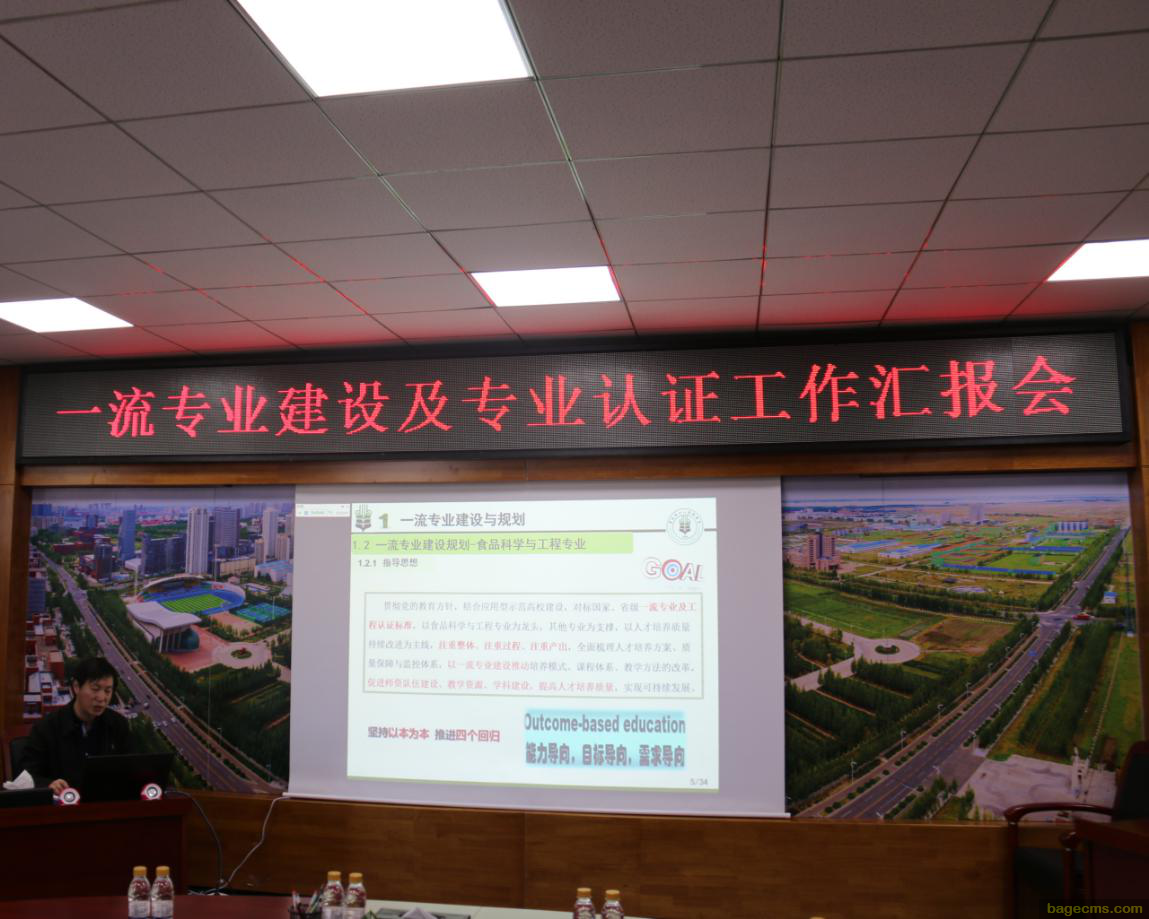 一流专业建设及专业认证工作汇报会
1 一流专业建设与规划
1.2 一流专业建设规划-食品科学与工程专业
1.2.1 指导思想
GOAL
贯彻党的教育方针，结合应用型示范高校建设，对标国家、省级一流专业及工
程认证标准，以食品科学与工程专业为龙头，其他专业为支撑，以人才培养质量
持续改进为主线，注重整体、注重过程、注重产出，全面梳理人才培养方案、质
量保障与监控体系，以一流专业建设推动培养模式、课程体系、教学方法的改革，
促进师资队伍建设、教学资源、学科建设，提高人才培养质量，实现可持续发展。
坚持以本为本 推进四个回归
Outcome-based education
能力导向，目标导向，需求导向
5/34
bagecms.com